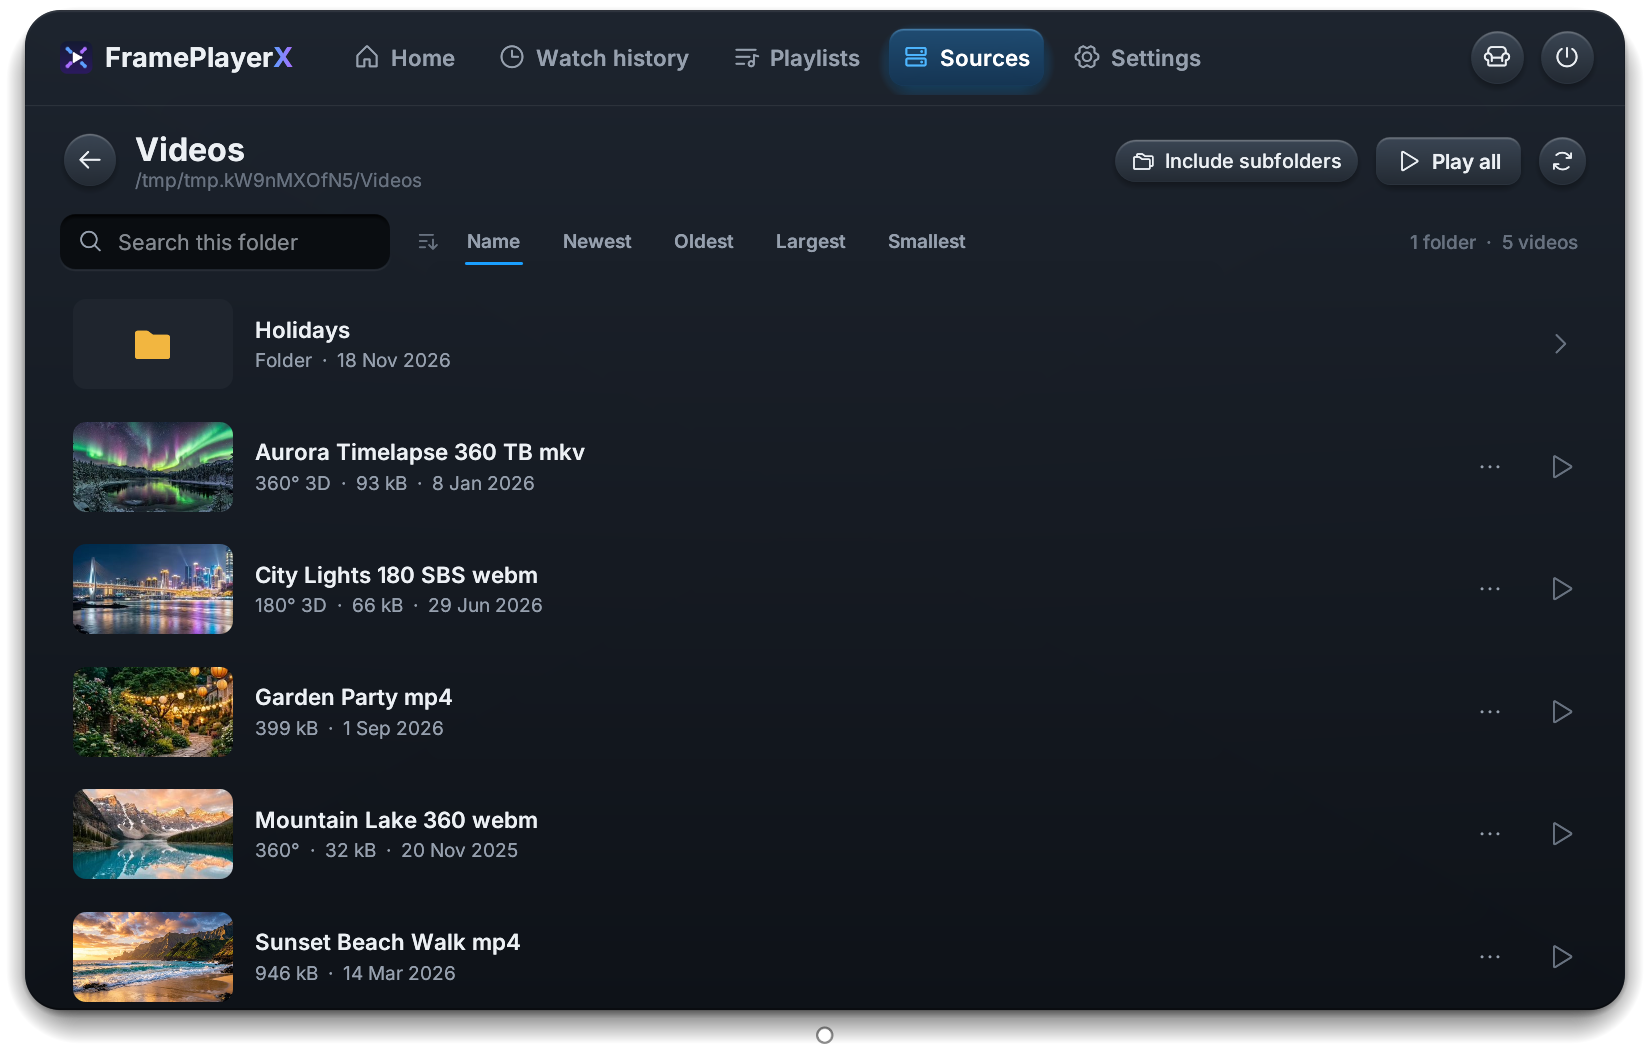 FramePlayerX
Home
Watch history
Playlists
Sources
Settings
Videos
/tmp/tmp.kW9nMXOfN5/Videos
Include subfolders
Play all
Search this folder
Name
Newest
Oldest
Largest
Smallest
1 folder · 5 videos
Holidays
Folder · 18 Nov 2026
Aurora Timelapse 360 TB mkv
360° 3D · 93 kB · 8 Jan 2026
City Lights 180 SBS webm
180° 3D · 66 kB · 29 Jun 2026
Garden Party mp4
399 kB · 1 Sep 2026
Mountain Lake 360 webm
360° · 32 kB · 20 Nov 2025
Sunset Beach Walk mp4
946 kB · 14 Mar 2026